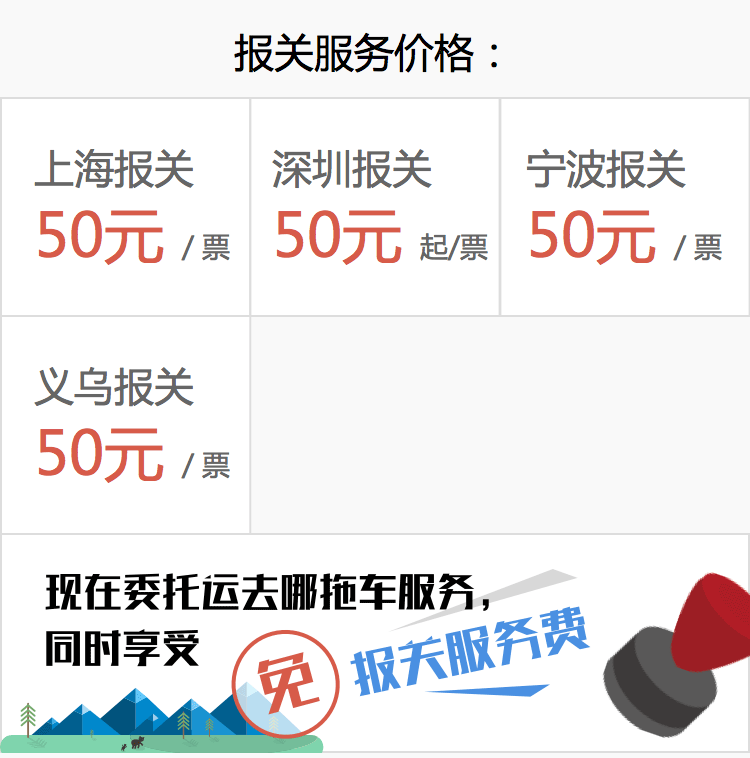 报关服务价格：
上海报关
50元 / 票
深圳报关
50元 起/票
宁波报关
50元 / 票
义乌报关
50元 / 票
现在委托运去哪拖车服务，
同时享受 免 报关服务费